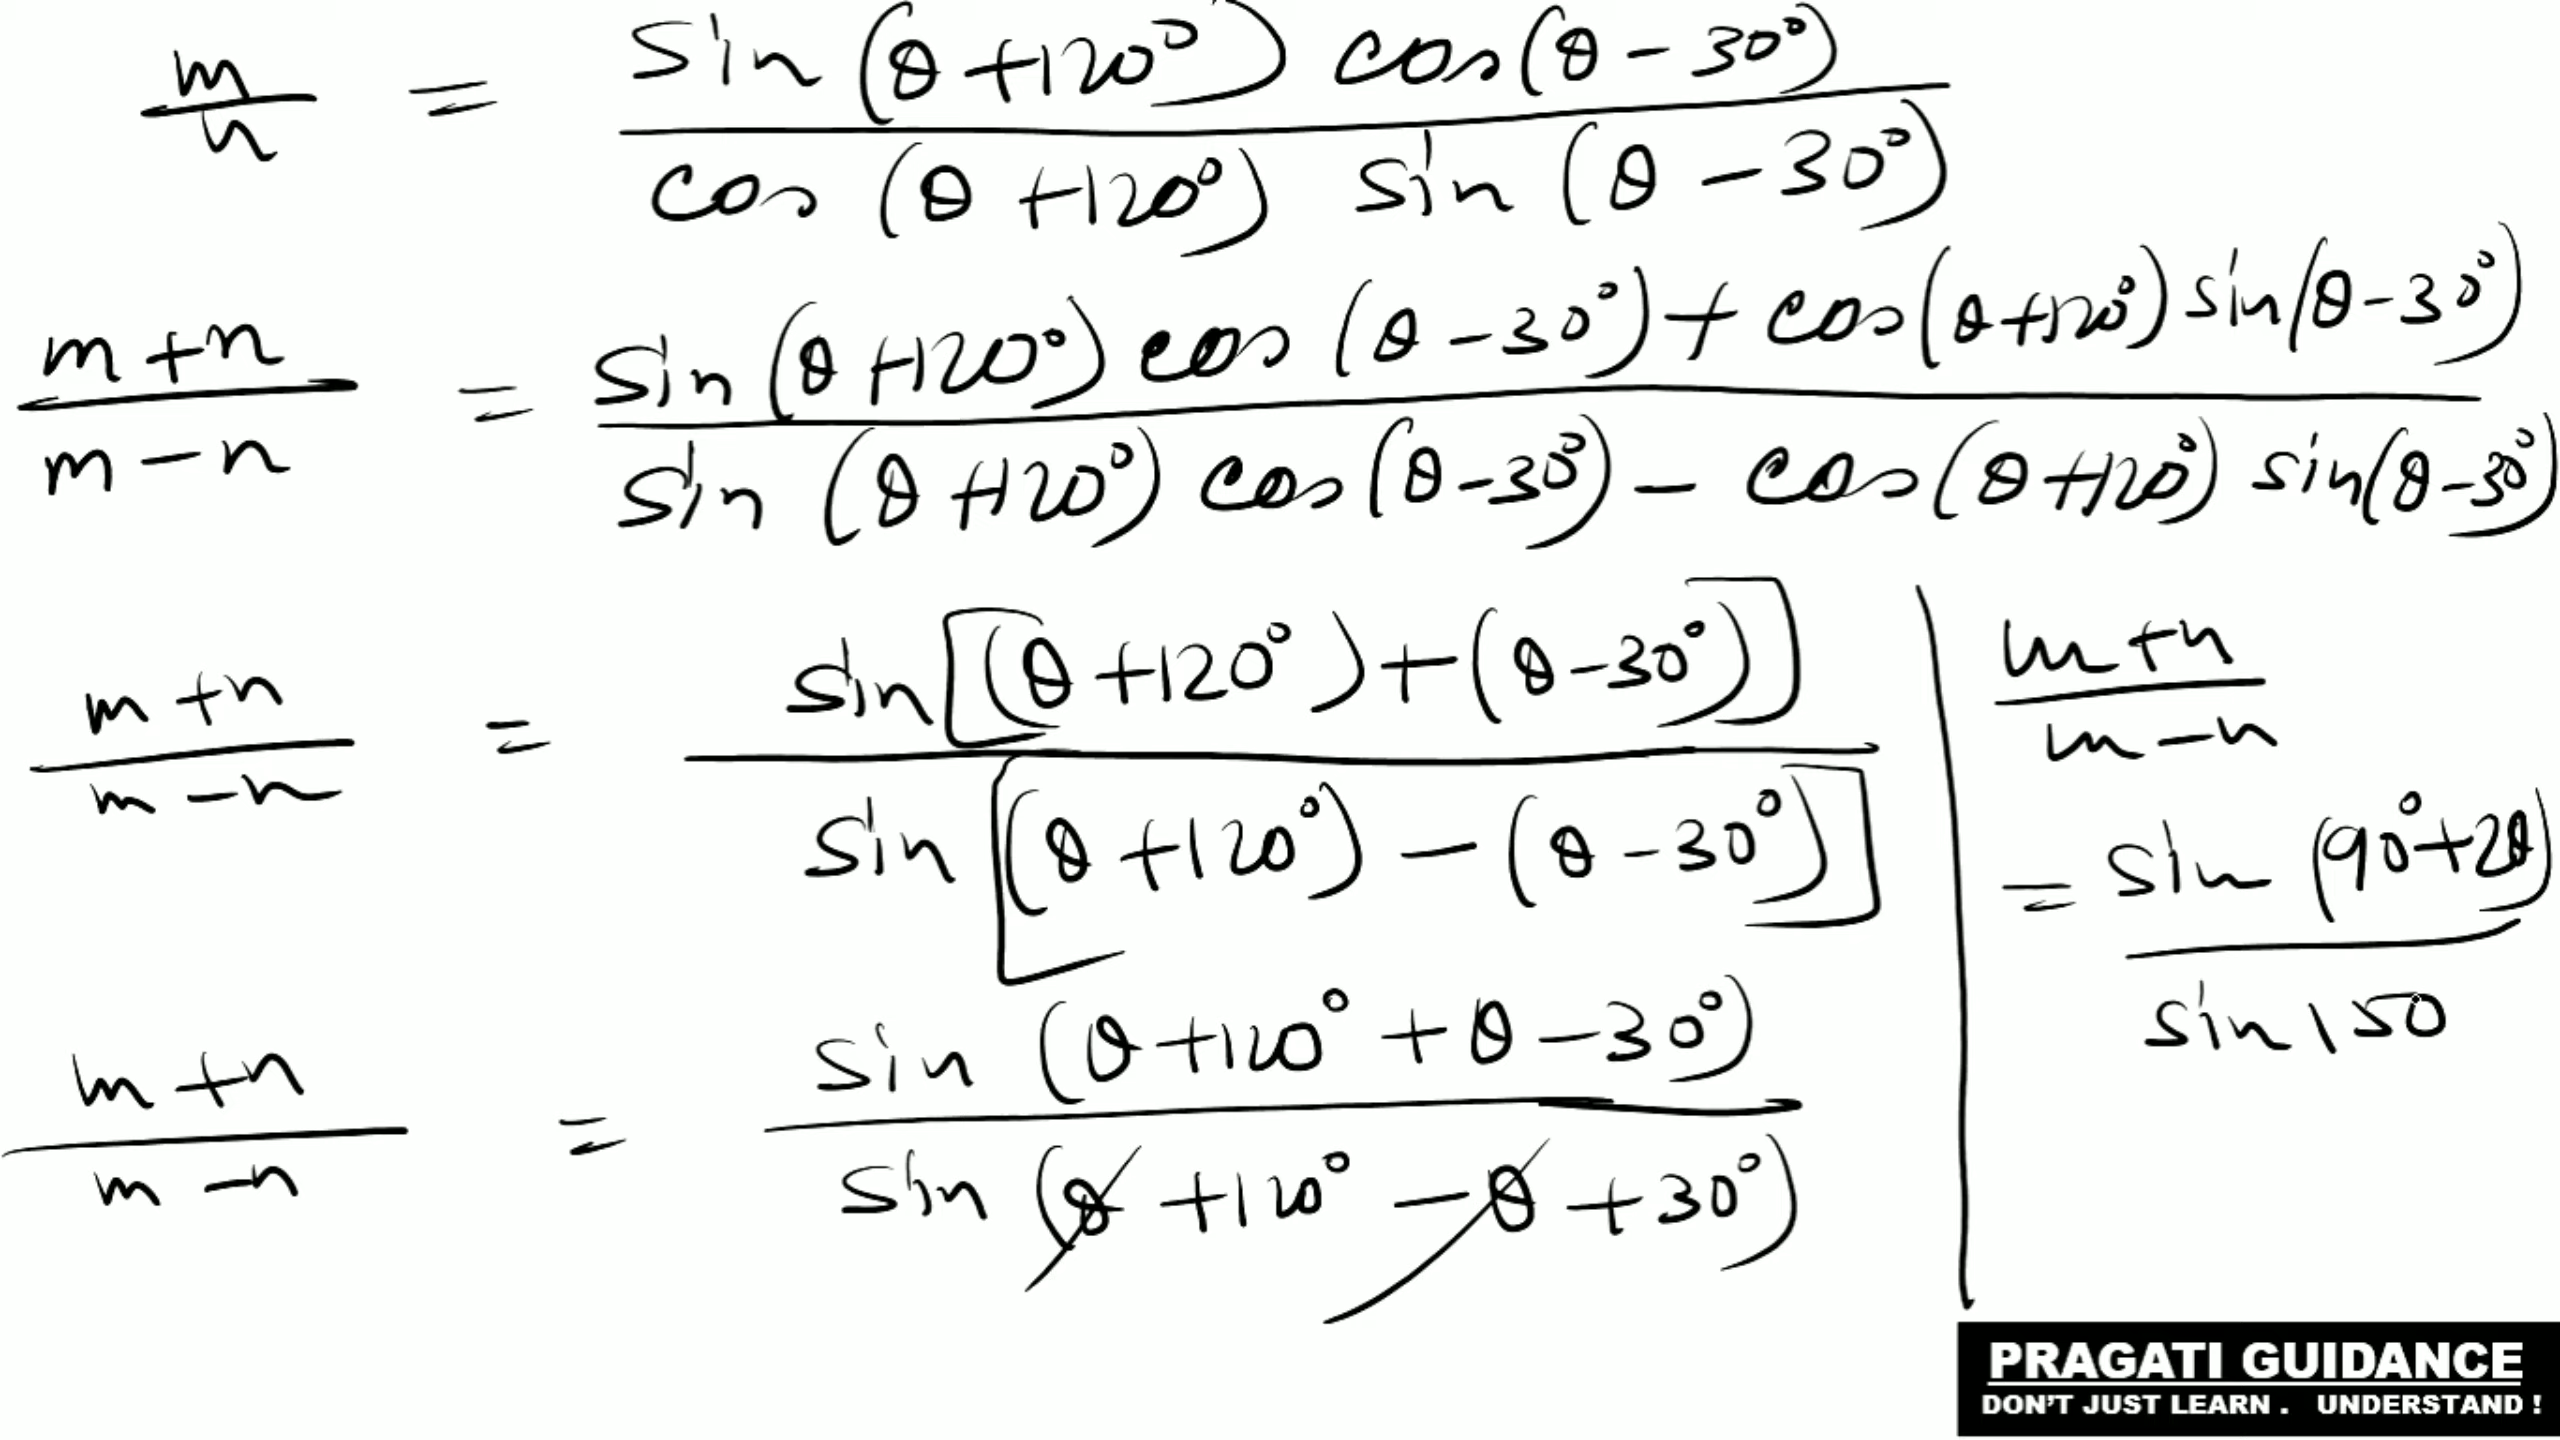 m/n = sin(θ+120°) cos(θ-30°) / cos(θ+120°) sin(θ-30°)
m+n/m-n = sin(θ+120°) cos(θ-30°) + cos(θ+120°) sin(θ-30°) / sin(θ+120°) cos(θ-30°) - cos(θ+120°) sin(θ-30°)
m+n/m-n = sin[(θ+120°)+(θ-30°)] / sin[(θ+120°)-(θ-30°)]
m+n/m-n = sin(θ+120°+θ-30°) / sin(θ+120°-θ+30°)
m+n/m-n
= sin(90°+2θ) / sin 150
PRAGATI GUIDANCE
DON'T JUST LEARN. UNDERSTAND!